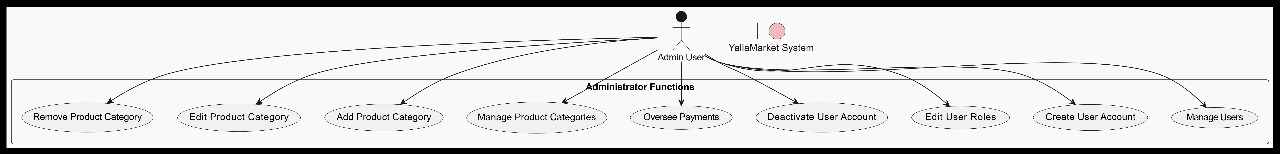 YallaMarket System
Admin User
Administrator Functions
Remove Product Category
Edit Product Category
Add Product Category
Manage Product Categories
Oversee Payments
Deactivate User Account
Edit User Roles
Create User Account
Manage Users